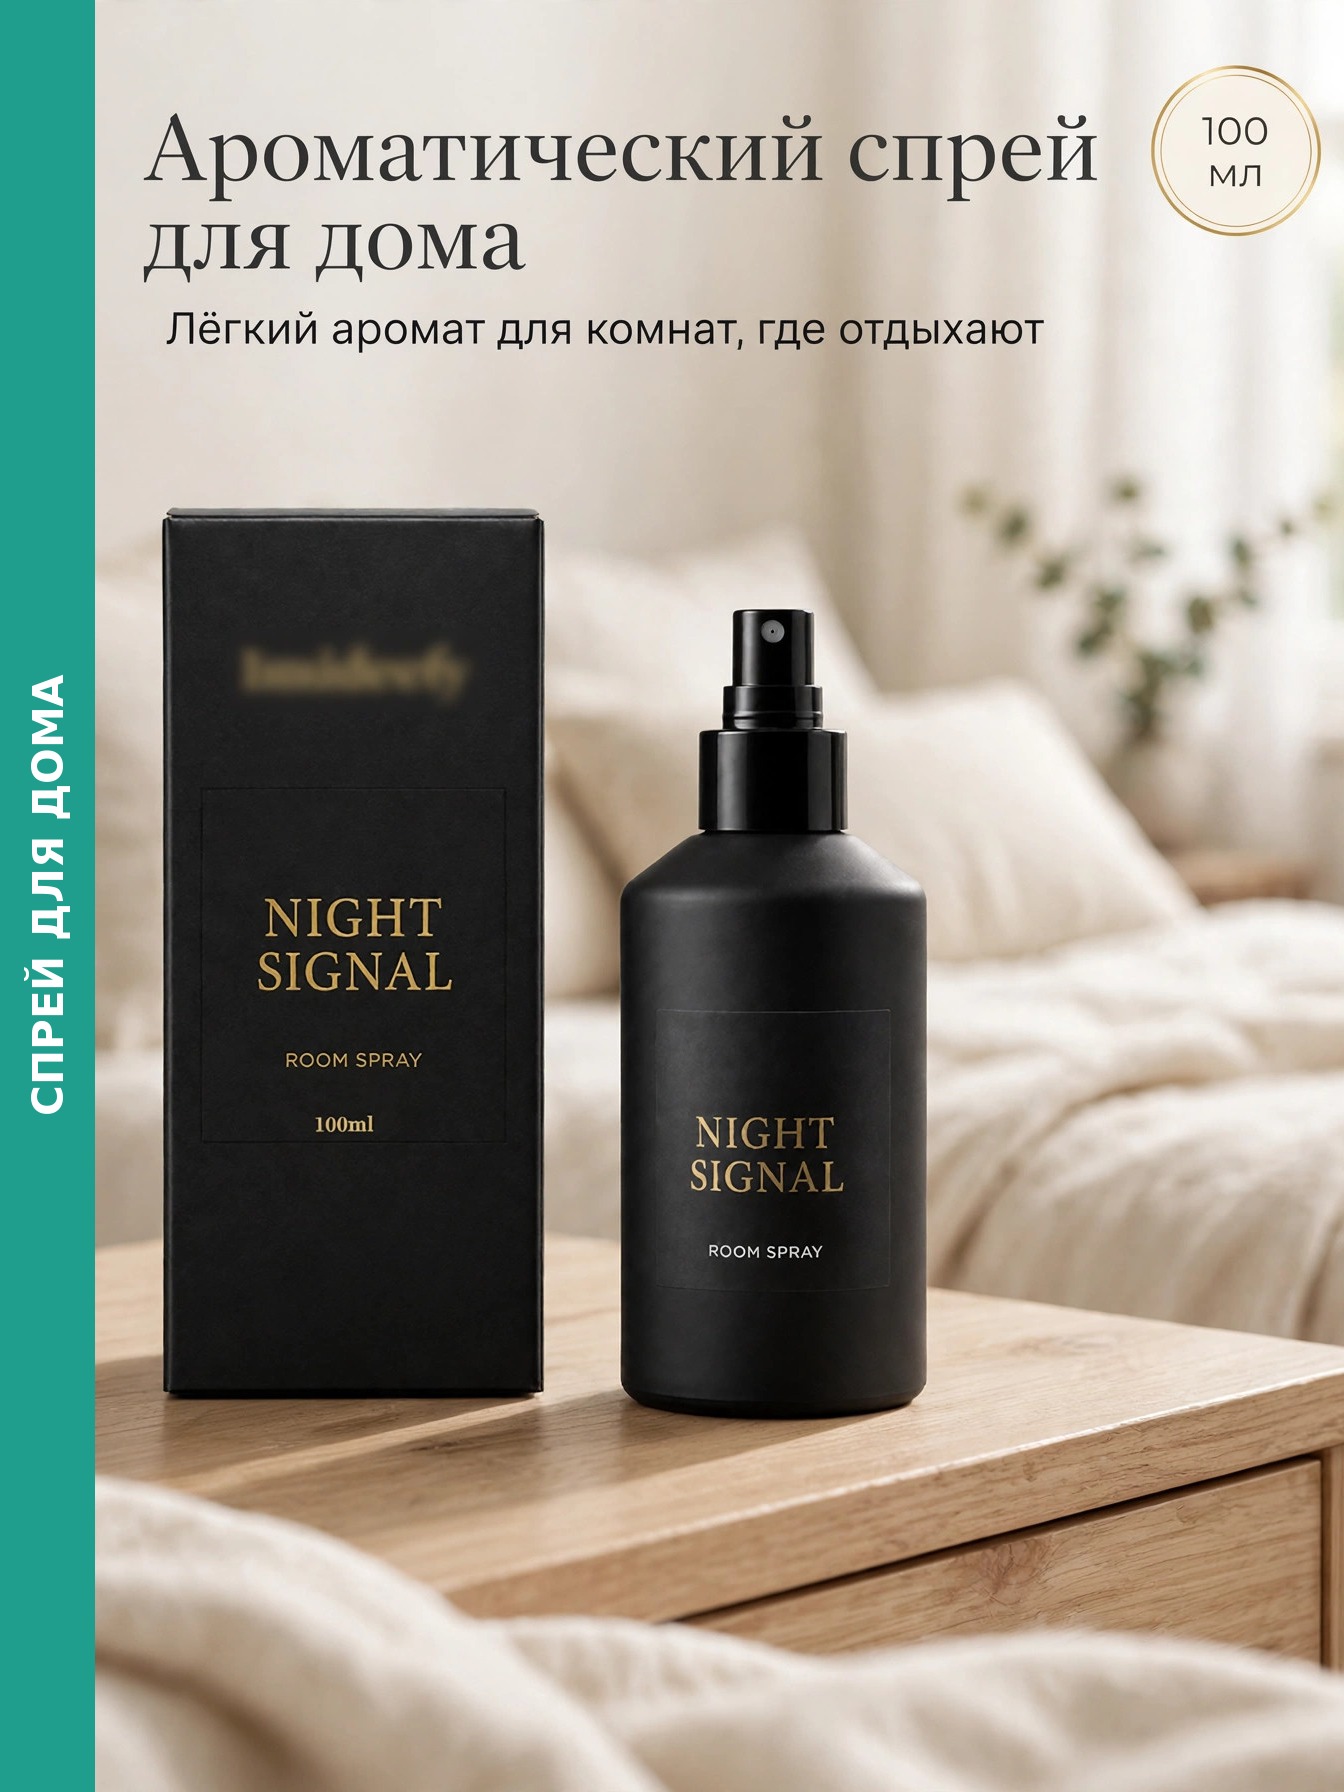 Ароматический спрей
для дома
100
мл
Лёгкий аромат для комнат, где отдыхают
СПРЕЙ ДЛЯ ДОМА
NIGHT
SIGNAL
ROOM SPRAY
100ml
NIGHT
SIGNAL
ROOM SPRAY